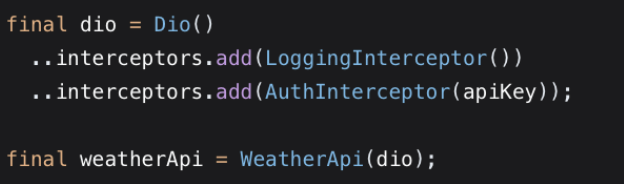 final dio = Dio()
  ..interceptors.add(LoggingInterceptor())
  ..interceptors.add(AuthInterceptor(apiKey));
final weatherApi = WeatherApi(dio);